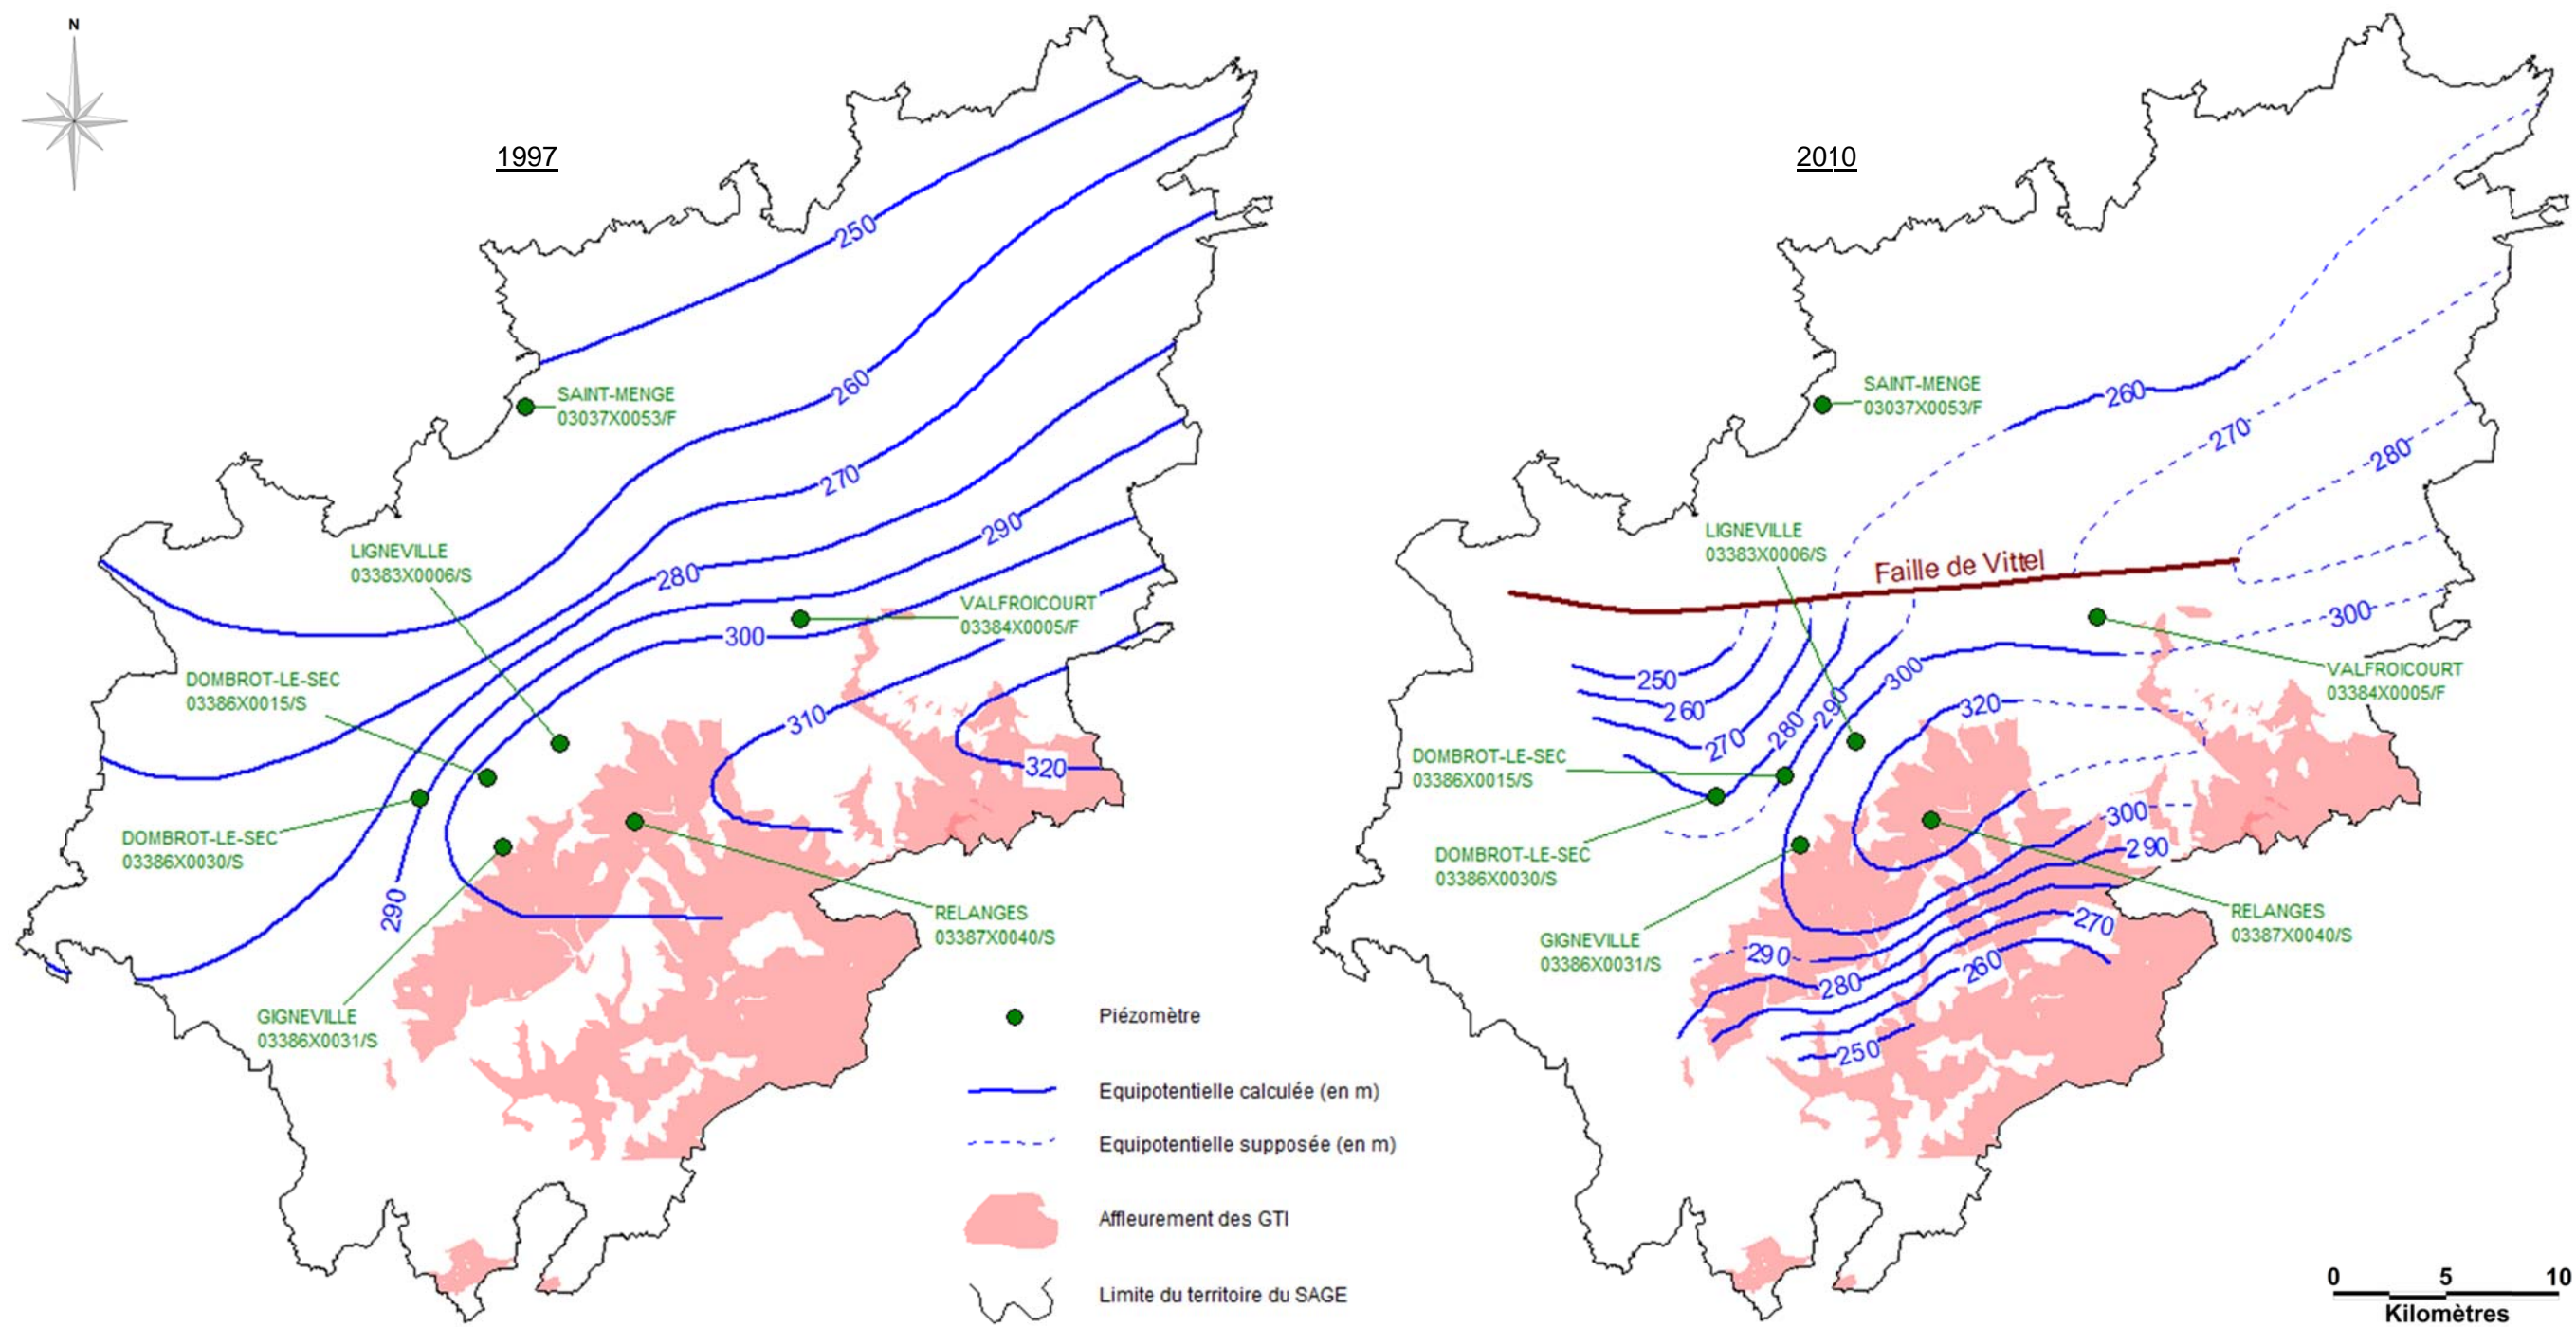 N
1997
250
260
SAINT-MENGE
03037X0053/F
270
290
LIGNEVILLE
03383X0006/S
280
VALFROICOURT
03384X0005/F
300
DOMBROT-LE-SEC
03386X0015/S
310
320
DOMBROT-LE-SEC
03386X0030/S
290
RELANGES
03387X0040/S
GIGNEVILLE
03386X0031/S
Piézomètre
Equipotentielle calculée (en m)
Equipotentielle supposée (en m)
Affleurement des GTI
Limite du territoire du SAGE
2010
SAINT-MENGE
03037X0053/F
260
270
280
LIGNEVILLE
03383X0006/S
Faille de Vittel
300
250
300
VALFROICOURT
03384X0005/F
260
290
320
280
270
DOMBROT-LE-SEC
03386X0015/S
300
DOMBROT-LE-SEC
03386X0030/S
290
RELANGES
03387X0040/S
270
GIGNEVILLE
03386X0031/S
290
260
280
250
0 5 10
Kilomètres